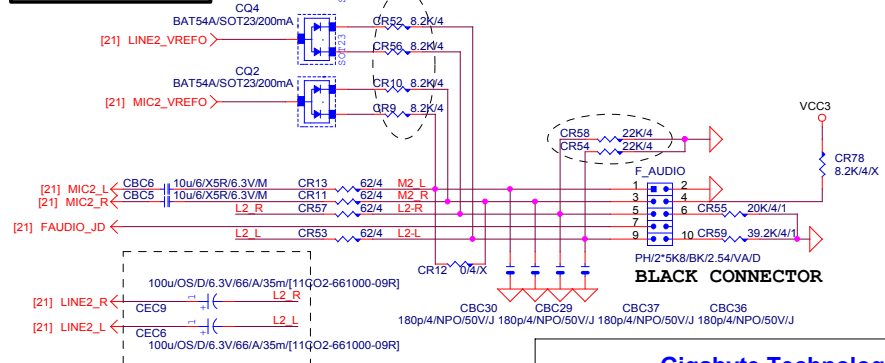 CQ4
BAT54A/SOT23/200mA
[21] LINE2_VREFO
SOT23
CR52 8.2K/4
CR56 8.2K/4
CQ2
BAT54A/SOT23/200mA
[21] MIC2_VREFO
CR10 8.2K/4
CR9 8.2K/4
VCC3
CR78
8.2K/4/X
CR58 22K/4
CR54 22K/4
F_AUDIO
[21] MIC2_L CBC6 10u/6/X5R/6.3V/M CR13 62/4 M2_L 1 2
[21] MIC2_R CBC5 10u/6/X5R/6.3V/M CR11 62/4 M2_R 3 4
L2_R CR57 62/4 L2-R 5 6 CR55 20K/4/1
[21] FAUDIO_JD 7
L2_L CR53 62/4 L2-L 9 10 CR59 39.2K/4/1
PH/2*5K8/BK/2.54/VA/D
BLACK CONNECTOR
CR12 0/4/X
100u/OS/D/6.3V/66/A/35m/[11CO2-661000-09R]
[21] LINE2_R 1 + L2_R
CEC9
[21] LINE2_L 1 + L2_L
CEC6
100u/OS/D/6.3V/66/A/35m/[11CO2-661000-09R]
CBC30 CBC29 CBC37 CBC36
180p/4/NPO/50V/J 180p/4/NPO/50V/J 180p/4/NPO/50V/J 180p/4/NPO/50V/J